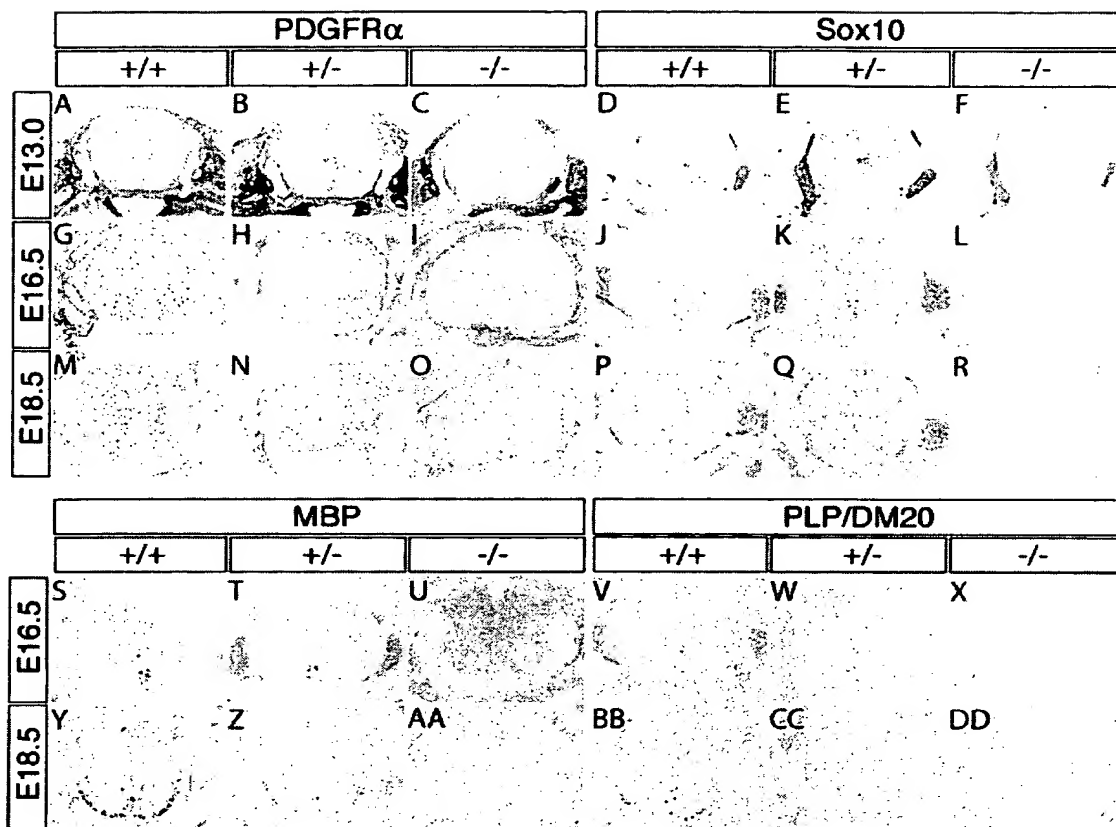 PDGFRα Sox10
+/+ +/- -/- +/+ +/- -/-
E13.0 A B C D E F
E16.5 G H I J K L
E18.5 M N O P Q R
MBP PLP/DM20
+/+ +/- -/- +/+ +/- -/-
E16.5 S T U V W X
E18.5 Y Z AA BB CC DD